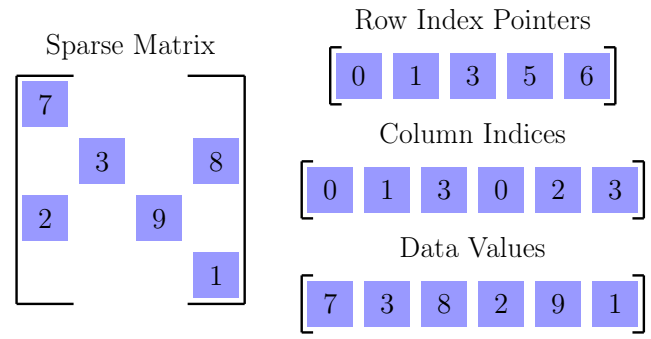 Sparse Matrix
7
3 8
2 9
1
Row Index Pointers
0 1 3 5 6
Column Indices
0 1 3 0 2 3
Data Values
7 3 8 2 9 1